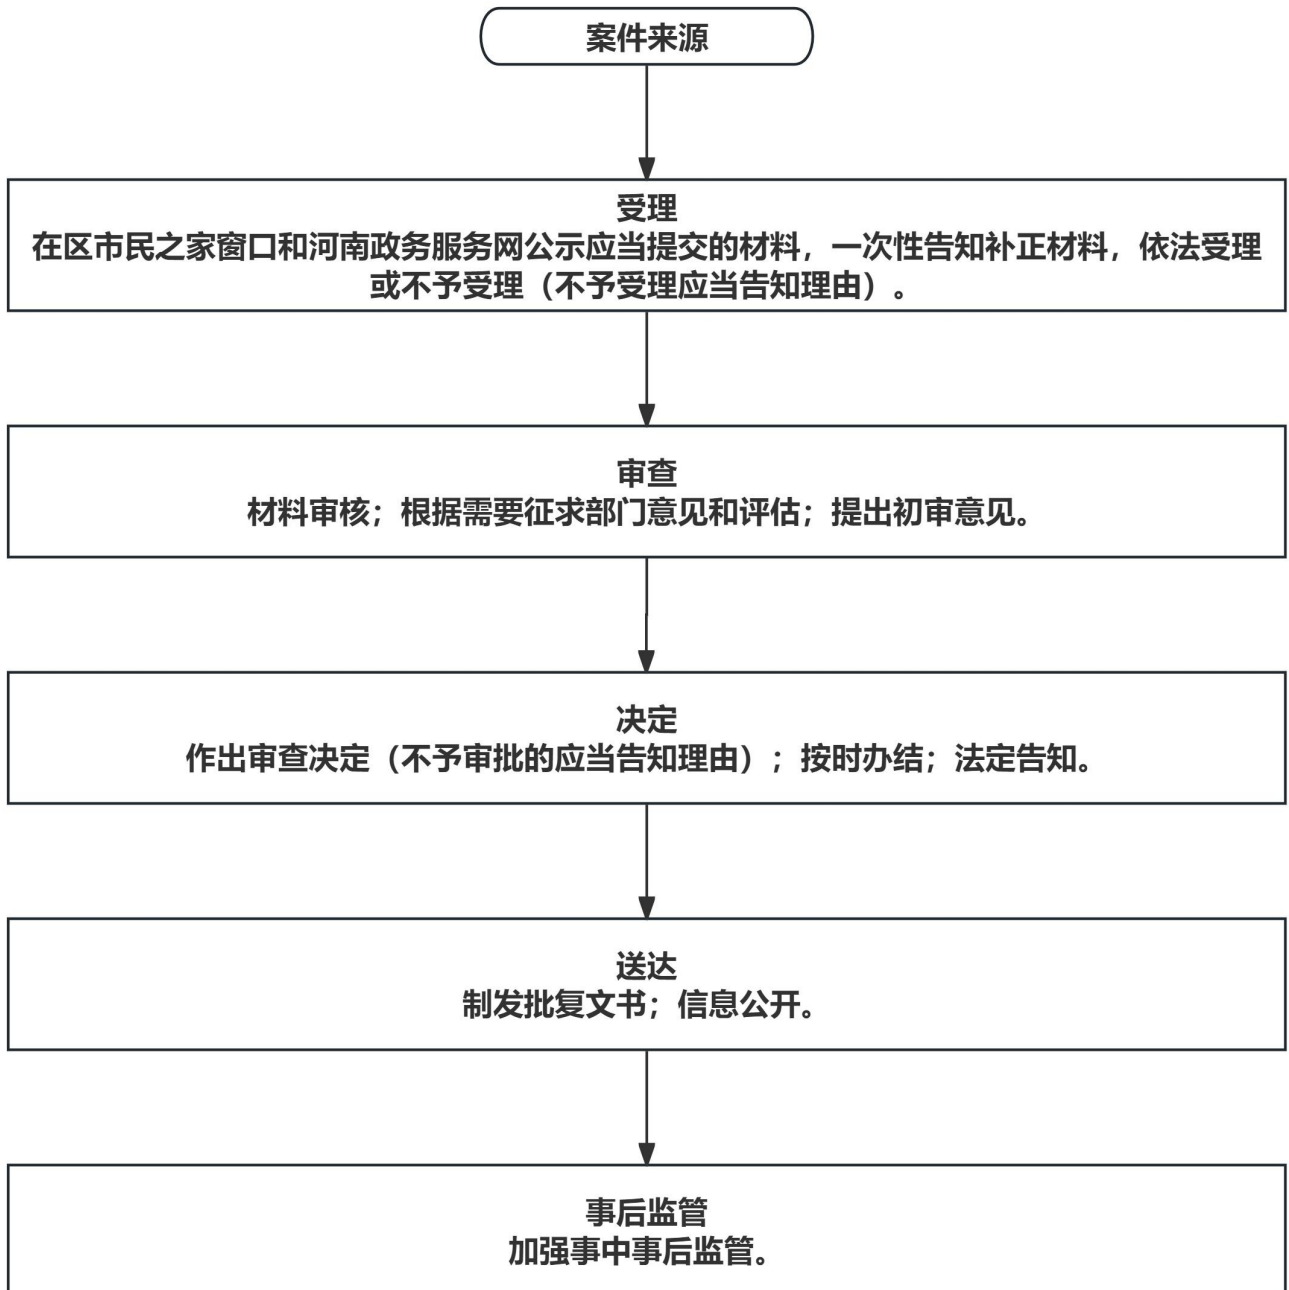 案件来源
受理
在区市民之家窗口和河南政务服务网公示应当提交的材料，一次性告知补正材料，依法受理
或不予受理（不予受理应当告知理由）。
审查
材料审核；根据需要征求部门意见和评估；提出初审意见。
决定
作出审查决定（不予审批的应当告知理由）；按时办结；法定告知。
送达
制发批复文书；信息公开。
事后监管
加强事中事后监管。